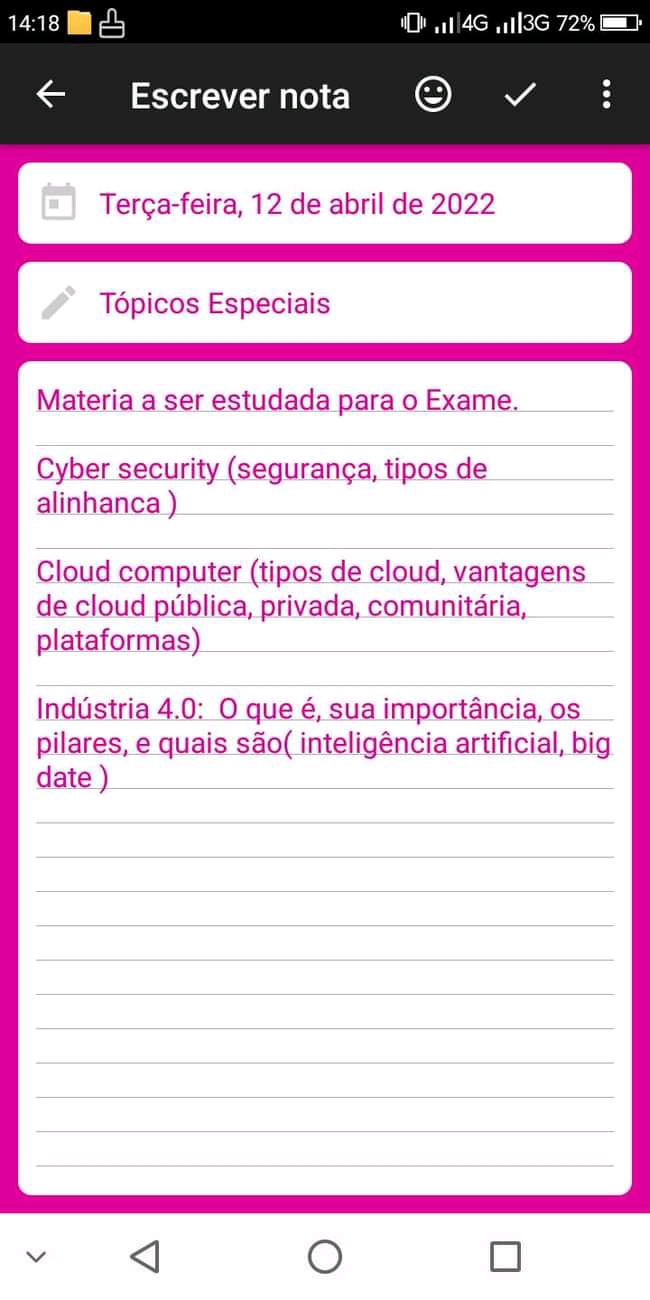 14:18 4G 3G 72%
Escrever nota
Terça-feira, 12 de abril de 2022
Tópicos Especiais
Materia a ser estudada para o Exame.
Cyber security (segurança, tipos de
alinhanca )
Cloud computer (tipos de cloud, vantagens
de cloud pública, privada, comunitária,
plataformas)
Indústria 4.0:  O que é, sua importância, os
pilares, e quais são( inteligência artificial, big
date )